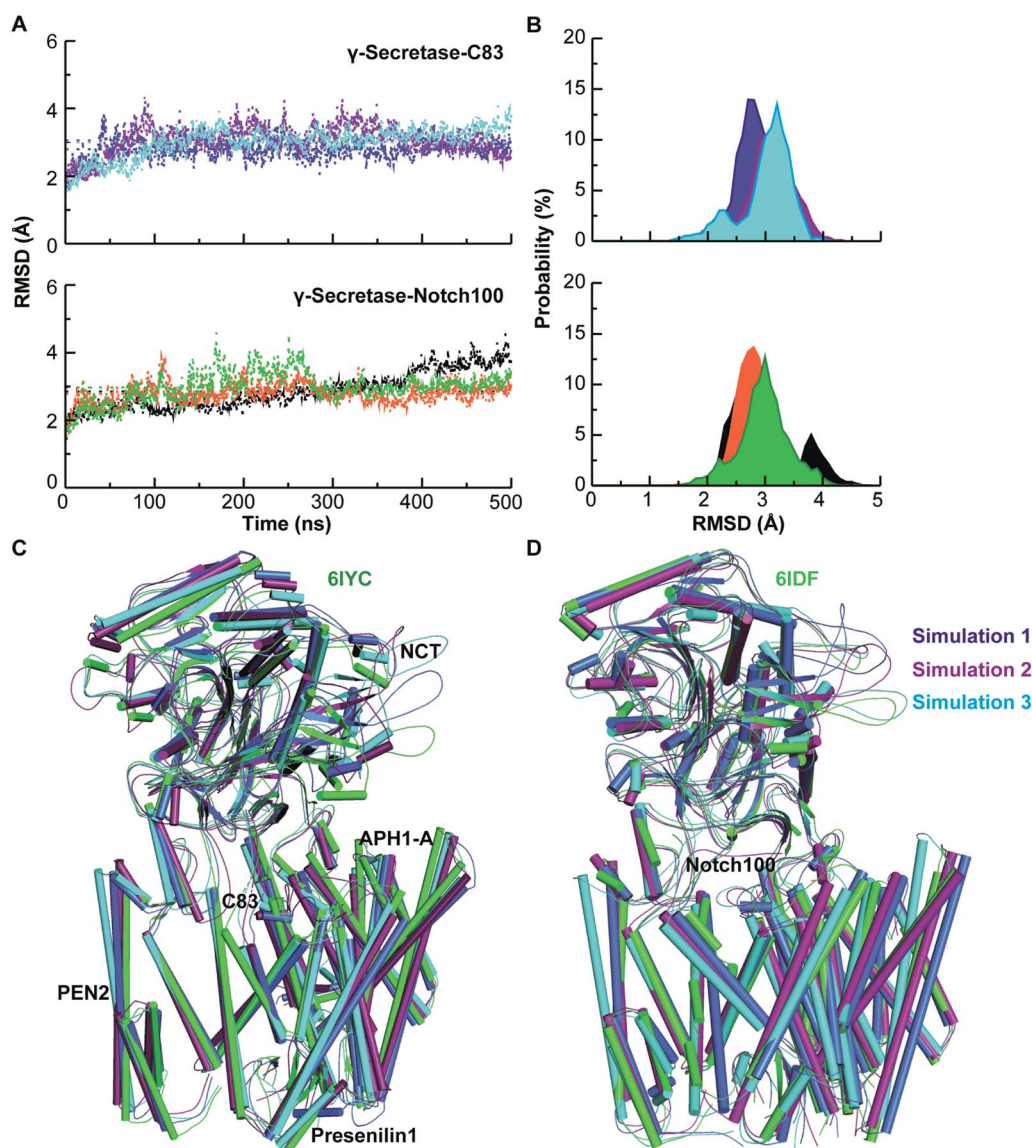 A
B
6
4
2
0
γ-Secretase-C83
6
4
2
0
γ-Secretase-Notch100
RMSD (Å)
0 100 200 300 400 500
Time (ns)
20
15
10
5
0
20
15
10
5
0
Probability (%)
0 1 2 3 4 5
RMSD (Å)
C
6IYC
NCT
APH1-A
C83
PEN2
Presenilin1
D
6IDF
Notch100
Simulation 1
Simulation 2
Simulation 3